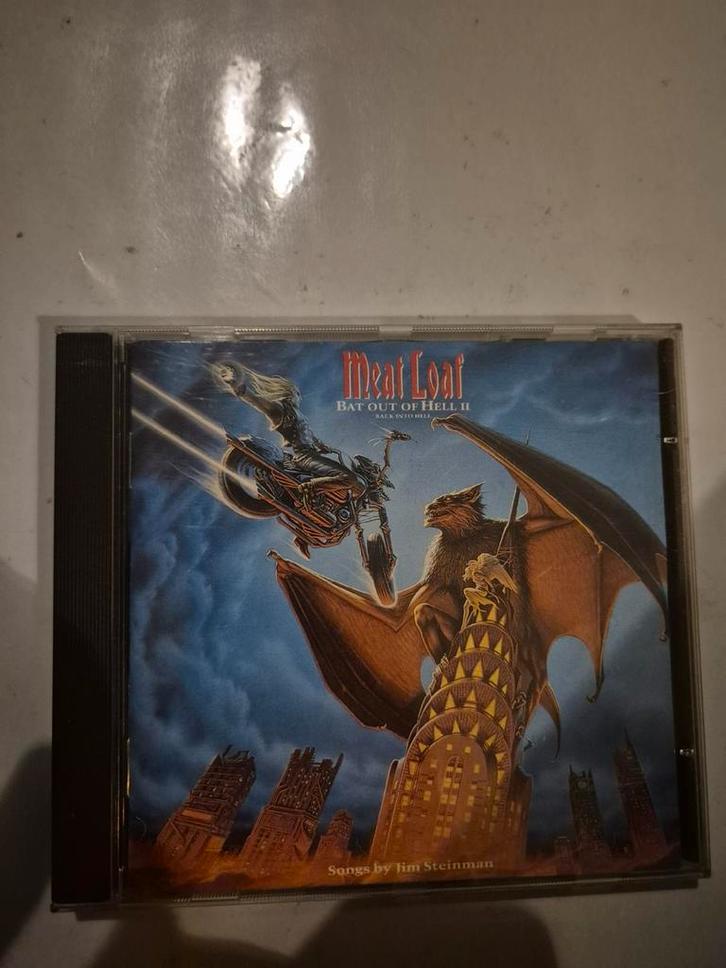 Meat Loaf
BAT OUT OF HELL II
BACK INTO HELL
Songs by Jim Steinman